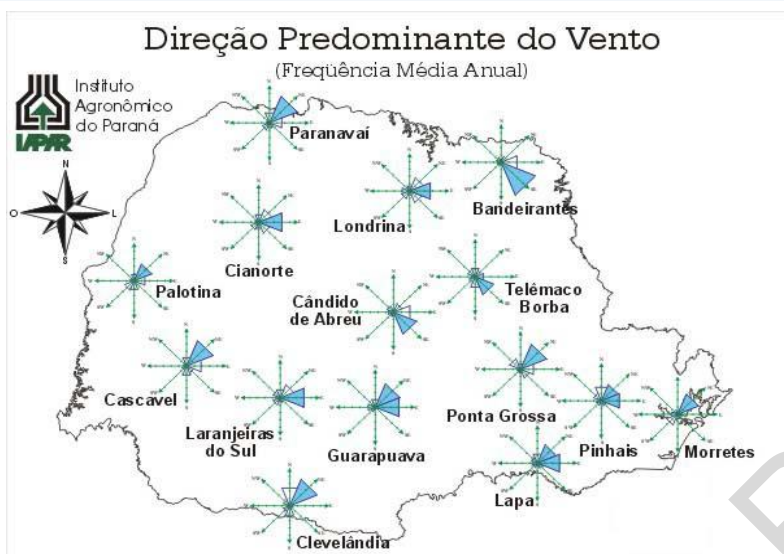 Direção Predominante do Vento
(Freqüência Média Anual)
Instituto
Agronômico
do Paraná
IAPAR
N
O
L
S
Paranavaí
Londrina
Bandeirantes
Cianorte
Palotina
Cândido
de Abreu
Telêmaco
Borba
Cascavel
Laranjeiras
do Sul
Guarapuava
Ponta Grossa
Pinhais
Morretes
Lapa
Clevelândia